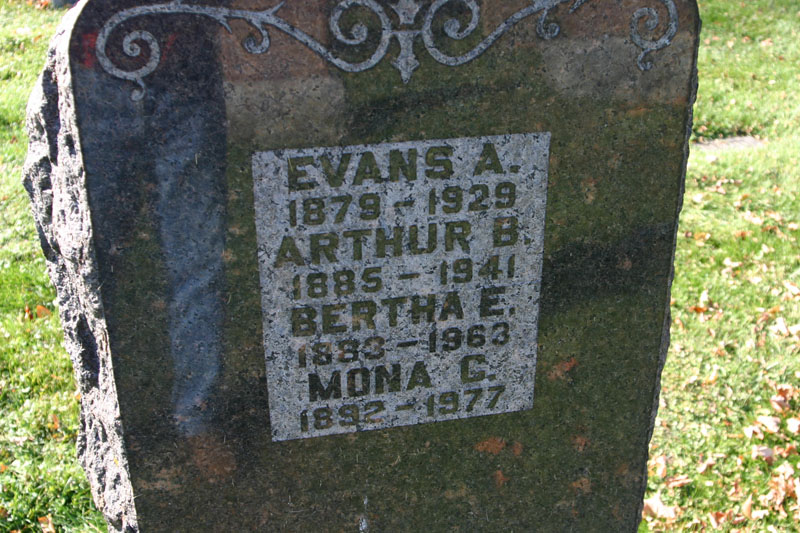 EVANS A.
1879 - 1929
ARTHUR B.
1885 - 1941
BERTHA E.
1883 - 1963
MONA C.
1892 - 1977